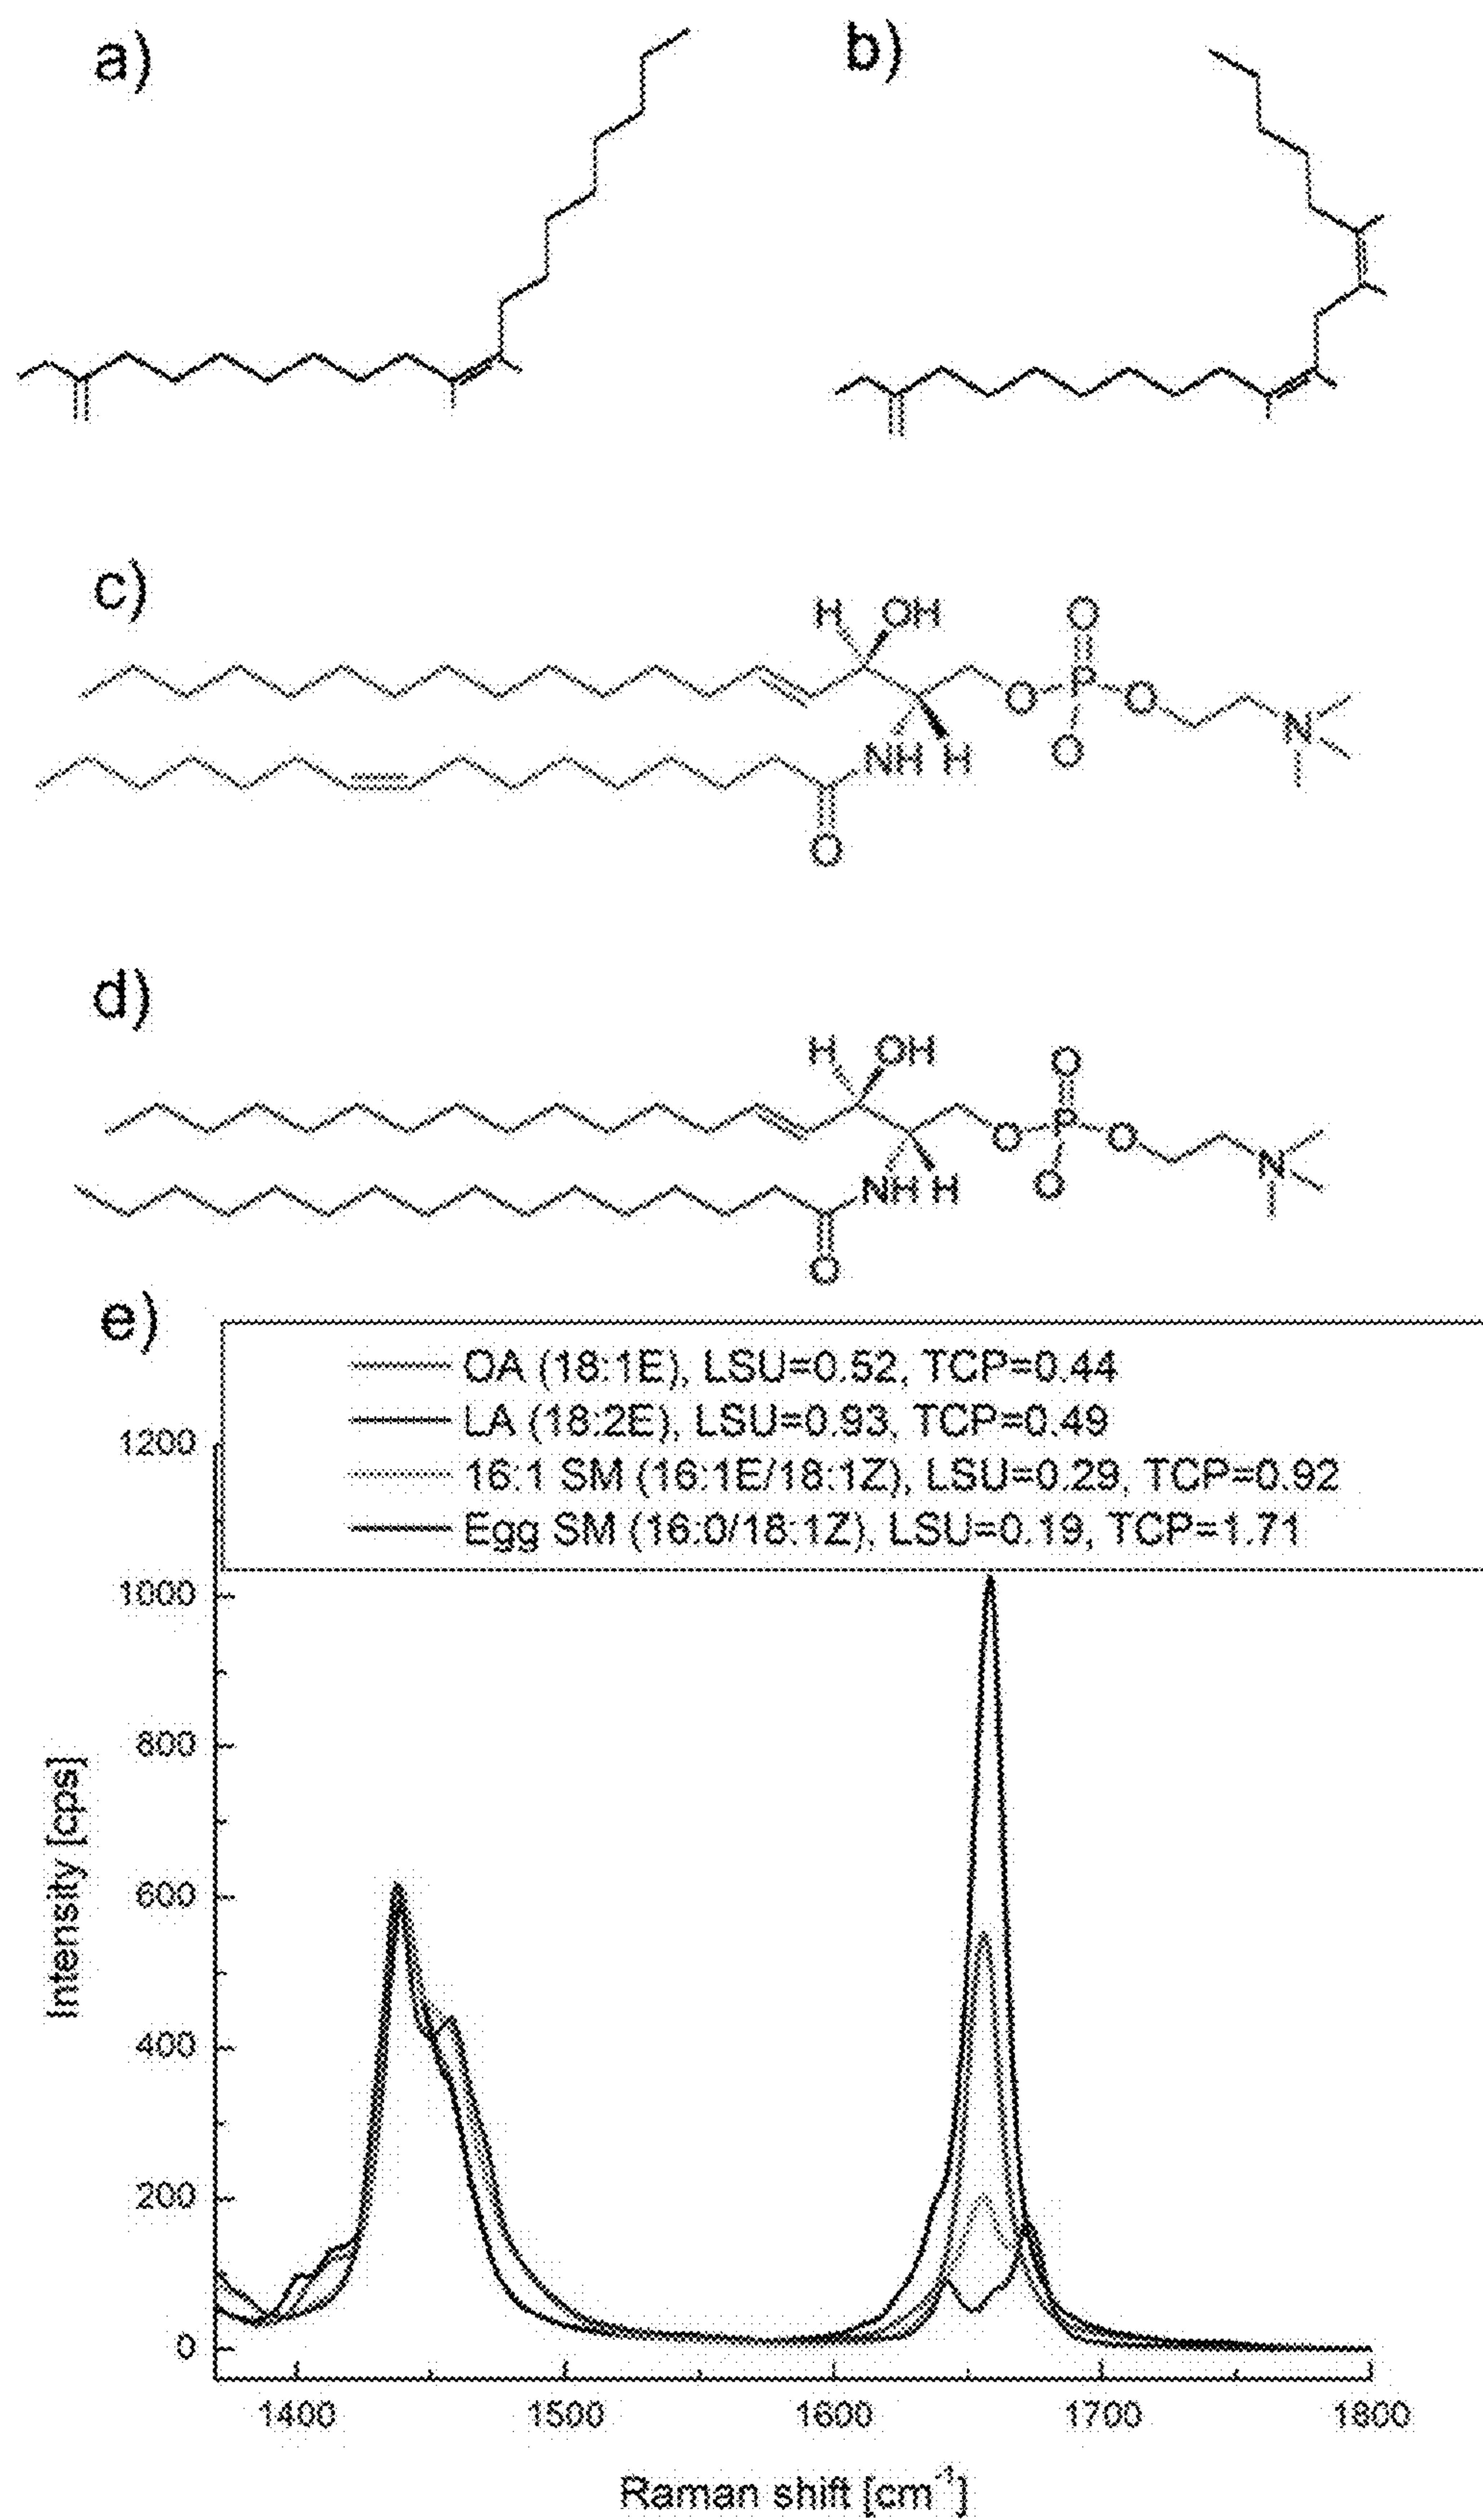 a)
b)
c)
H OH O
O P O N
NH H O
O
d)
H OH O
O P O N
NH H O
O
e)
OA (18:1E), LSU=0.52, TCP=0.44
LA (18:2E), LSU=0.93, TCP=0.49
16:1 SM (16:1E/18:1Z), LSU=0.29, TCP=0.92
Egg SM (16:0/18:1Z), LSU=0.19, TCP=1.71
1200
1000
800
600
400
200
0
Intensity [cps]
1400 1500 1600 1700 1800
Raman shift [cm⁻¹]